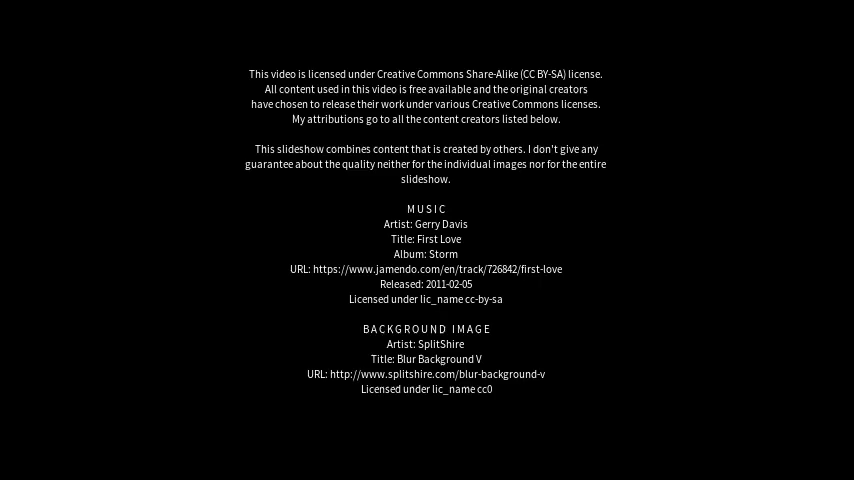 This video is licensed under Creative Commons Share-Alike (CC BY-SA) license.
All content used in this video is free available and the original creators
have chosen to release their work under various Creative Commons licenses.
My attributions go to all the content creators listed below.
This slideshow combines content that is created by others. I don't give any
guarantee about the quality neither for the individual images nor for the entire
slideshow.
MUSIC
Artist: Gerry Davis
Title: First Love
Album: Storm
URL: https://www.jamendo.com/en/track/726842/first-love
Released: 2011-02-05
Licensed under lic_name cc-by-sa
BACKGROUND IMAGE
Artist: SplitShire
Title: Blur Background V
URL: http://www.splitshire.com/blur-background-v
Licensed under lic_name cc0